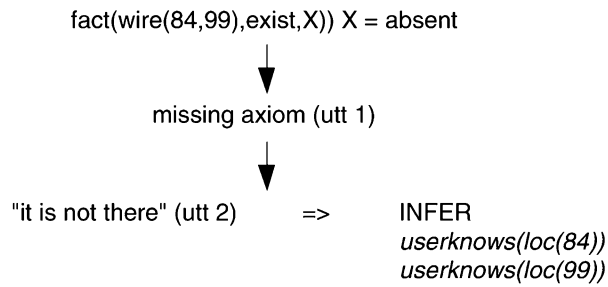 fact(wire(84,99),exist,X)) X = absent
missing axiom (utt 1)
"it is not there" (utt 2) => INFER
userknows(loc(84))
userknows(loc(99))